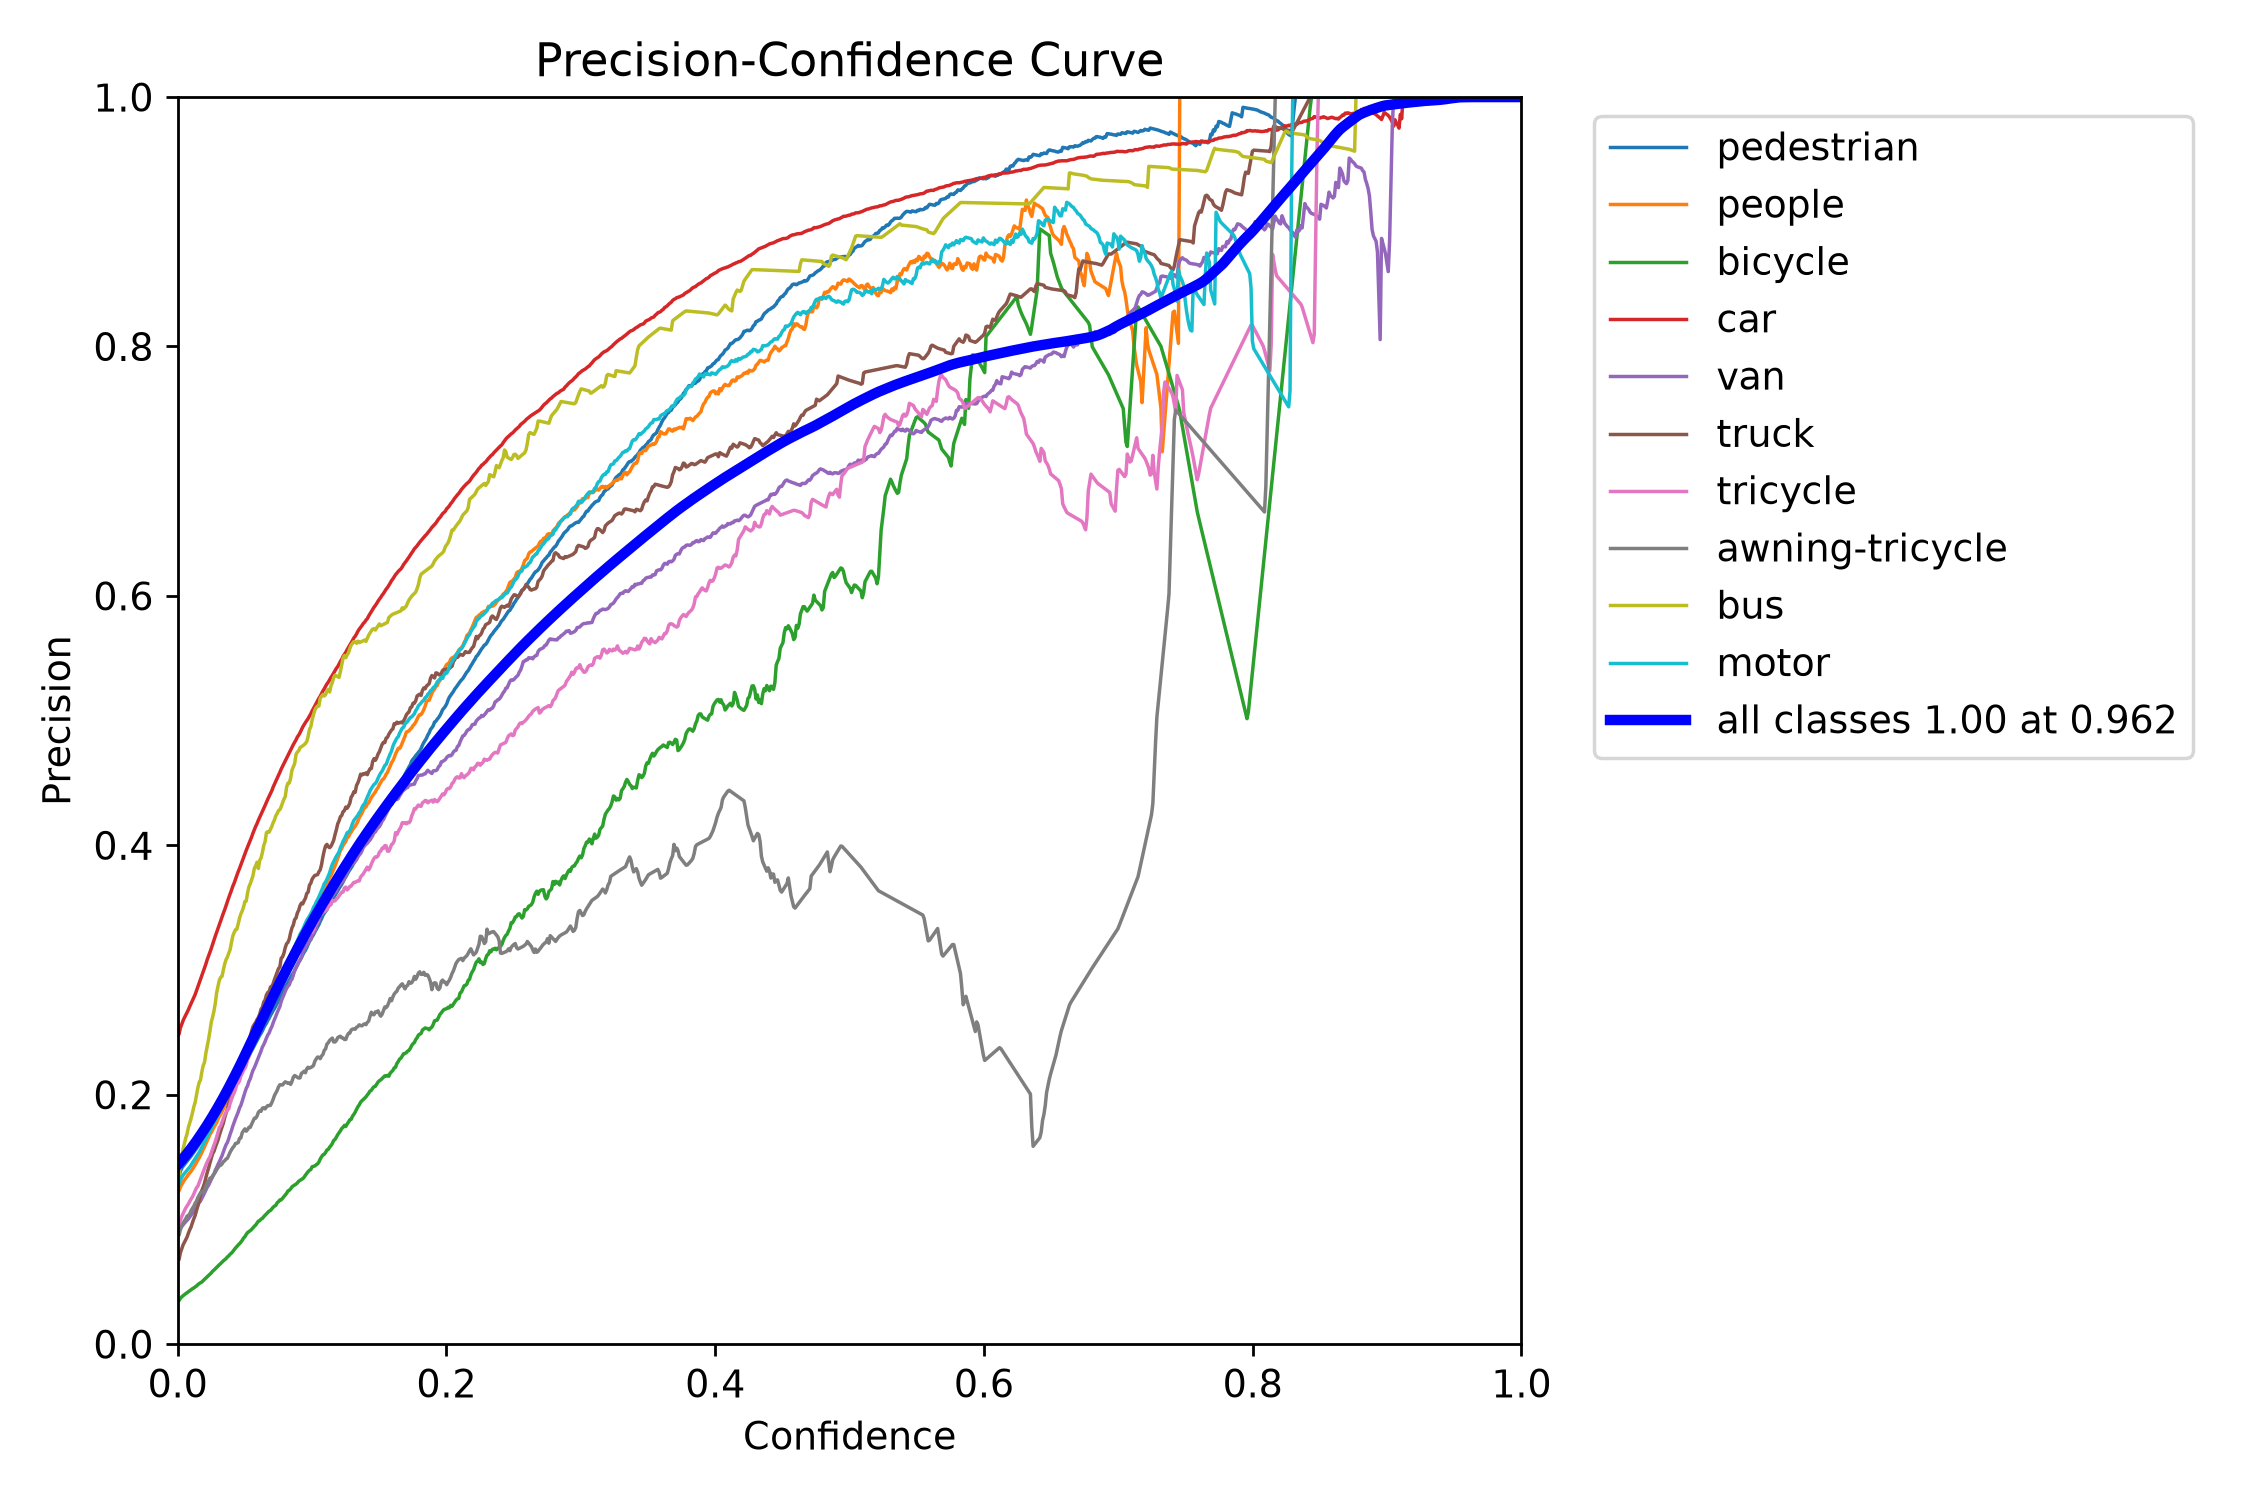 Precision-Confidence Curve
1.0
0.8
0.6
0.4
0.2
0.0
Precision
0.0 0.2 0.4 0.6 0.8 1.0
Confidence
pedestrian
people
bicycle
car
van
truck
tricycle
awning-tricycle
bus
motor
all classes 1.00 at 0.962